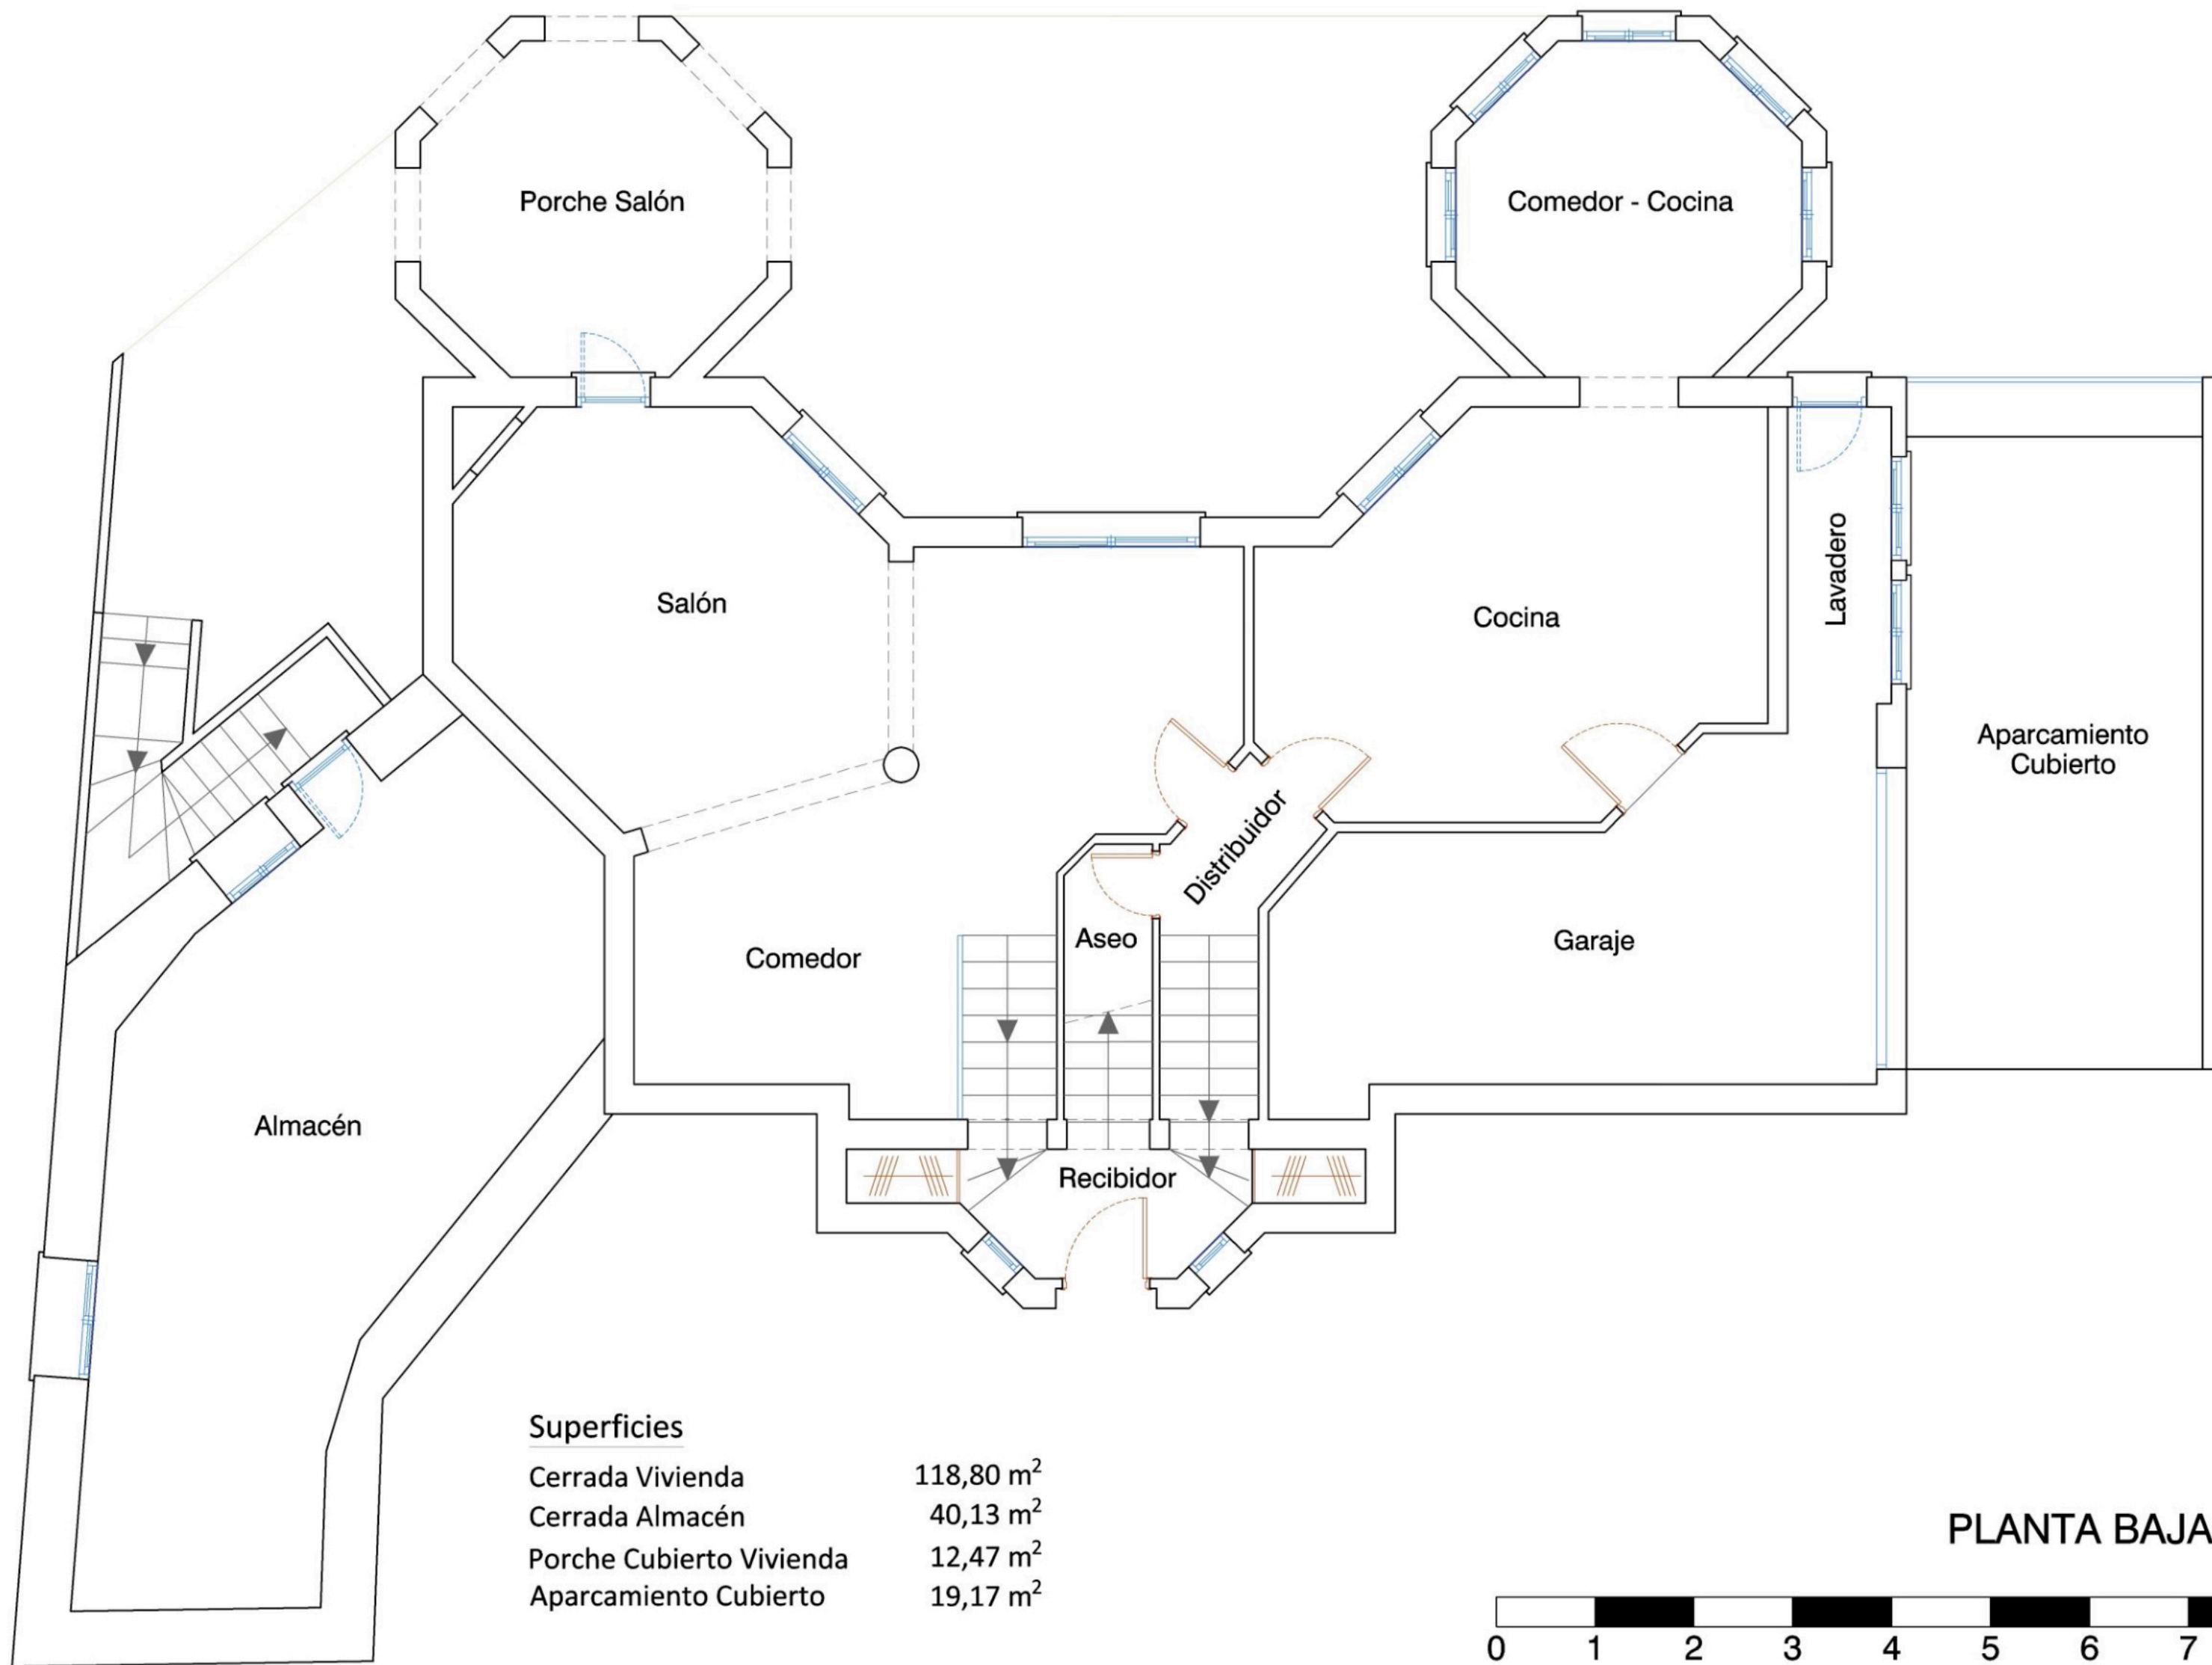 Porche Salón
Comedor - Cocina
Salón
Cocina
Lavadero
Aparcamiento
Cubierto
Distribuidor
Aseo
Comedor
Garaje
Almacén
Recibidor
Superficies
Cerrada Vivienda 118,80 m²
Cerrada Almacén 40,13 m²
Porche Cubierto Vivienda 12,47 m²
Aparcamiento Cubierto 19,17 m²
PLANTA BAJA
0 1 2 3 4 5 6 7